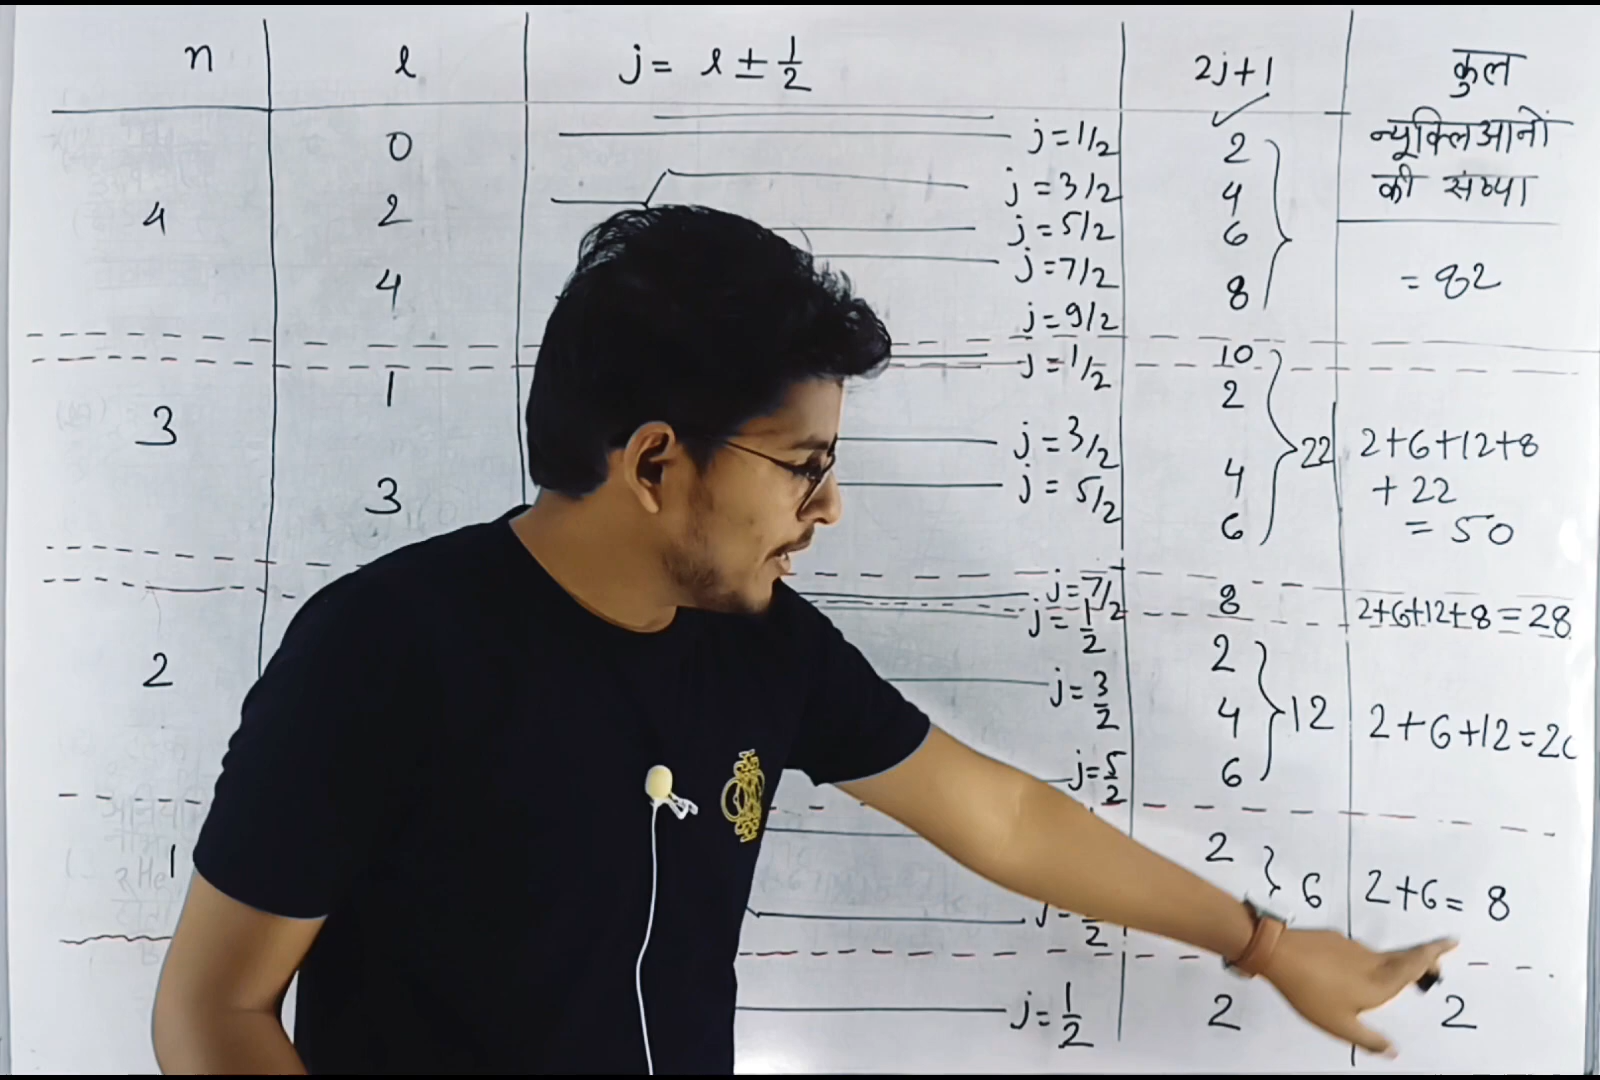 n l j = l ± 1/2 2j+1 कुल
न्यूक्लिआनों
की संख्या
0 j = 1/2 2
j = 3/2 4
4 2 j = 5/2 6
4 j = 7/2 8 = 82
j = 9/2
j = 1/2 10
1 2
3 j = 3/2 4 22 2+6+12+8
3 j = 5/2 + 22
6 = 50
j = 7/2 8 2+6+12+8 = 28
j = 1/2
2 2
j = 3/2 4 12 2+6+12=20
j = 5/2 6
1 2
6 2+6 = 8
2He
j = 1/2 2 2